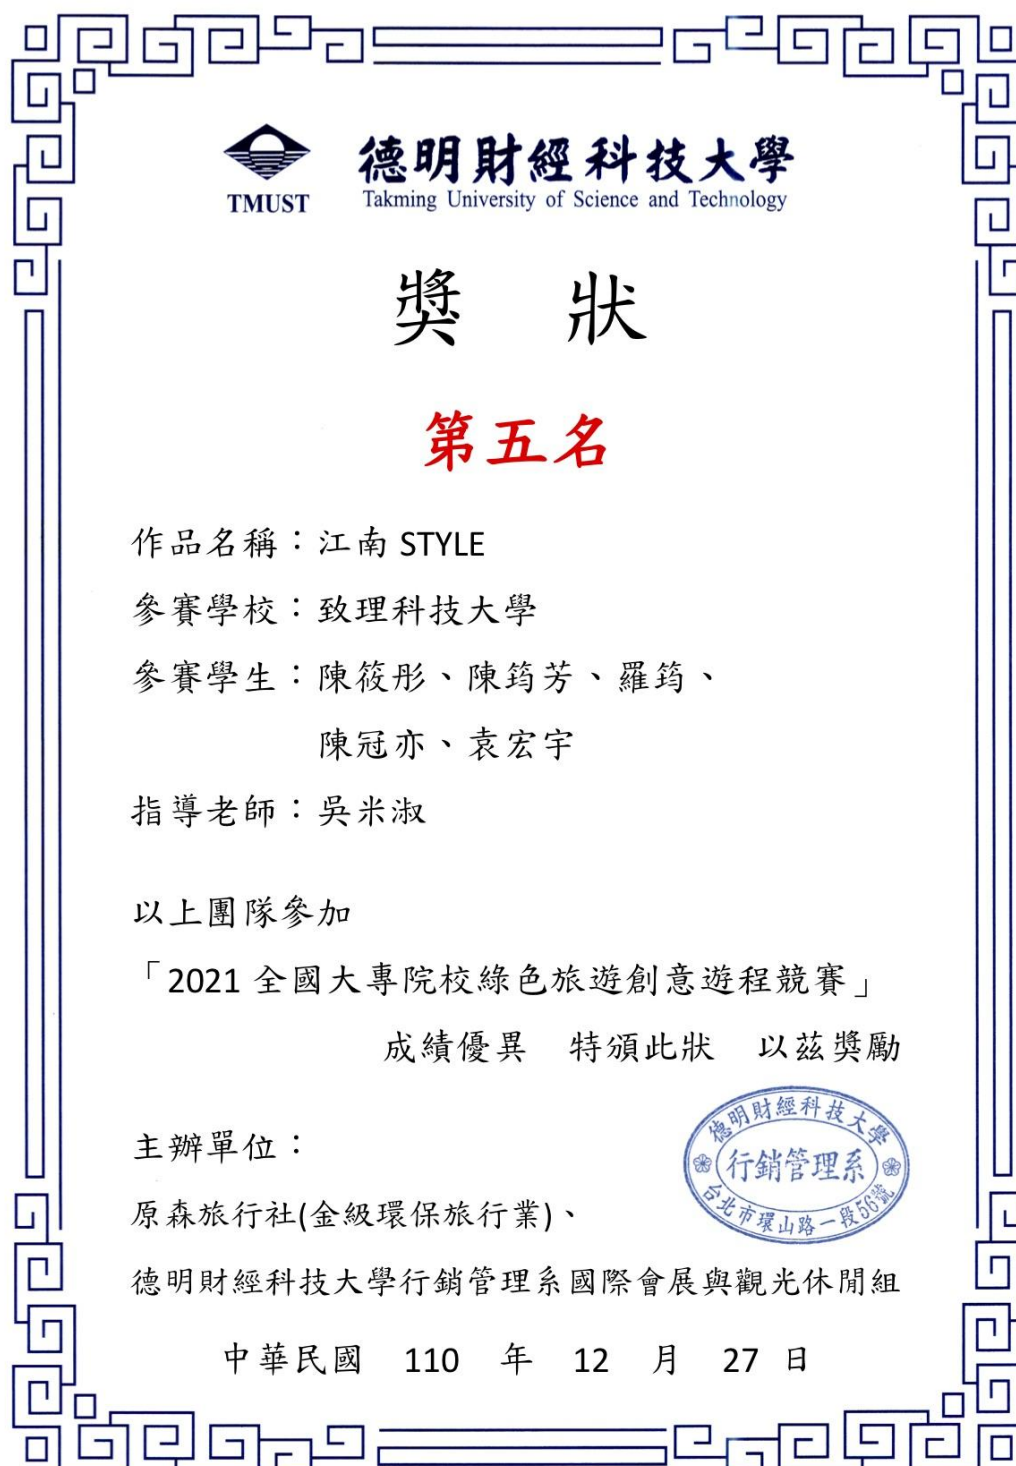 德明財經科技大學
TMUST
Takming University of Science and Technology
獎 狀
第五名
作品名稱：江南 STYLE
參賽學校：致理科技大學
參賽學生：陳筱彤、陳筠芳、羅筠、
陳冠亦、袁宏宇
指導老師：吳米淑
以上團隊參加
「2021 全國大專院校綠色旅遊創意遊程競賽」
成績優異　特頒此狀　以茲獎勵
德明財經科技大學
行銷管理系
台北市環山路一段56號
主辦單位：
原森旅行社(金級環保旅行業)、
德明財經科技大學行銷管理系國際會展與觀光休閒組
中華民國　110　年　12　月　27　日